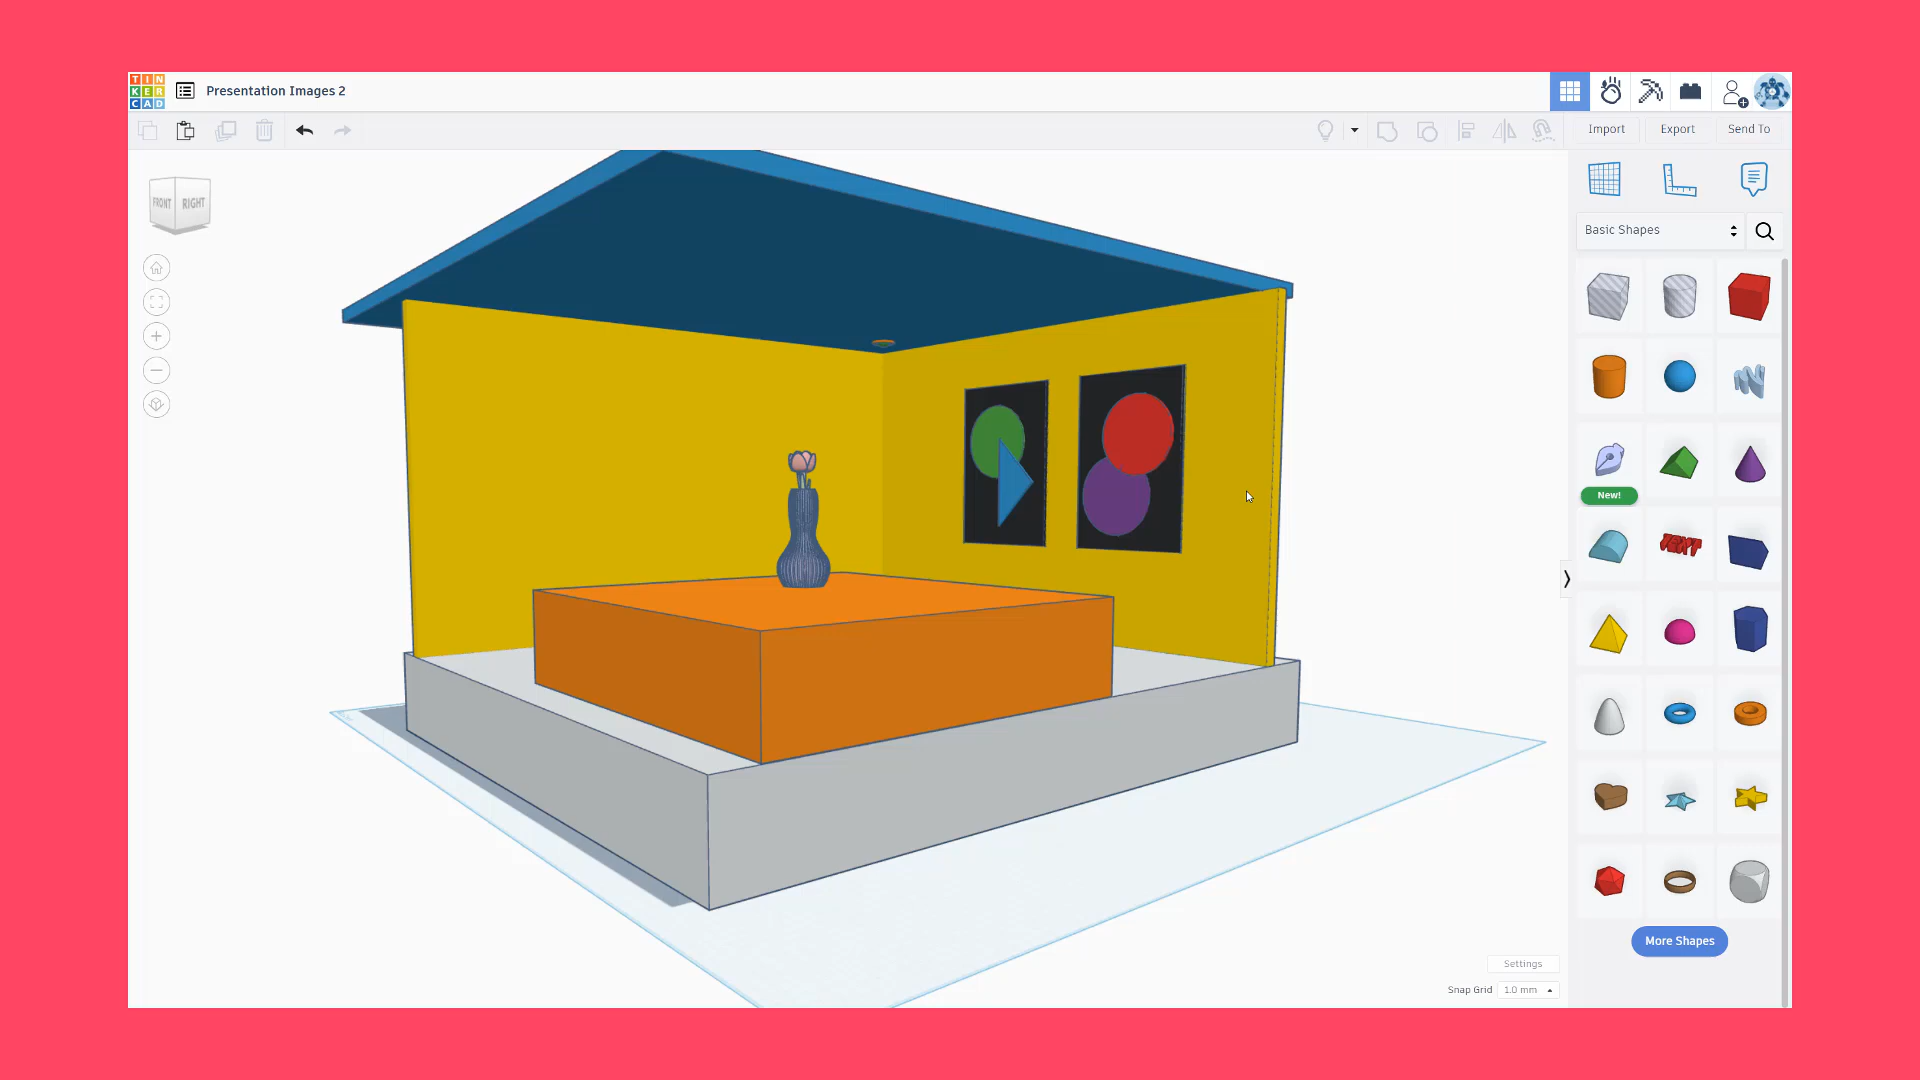 TIN
KER
CAD
Presentation Images 2
Import
Export
Send To
FRONT
RIGHT
Basic Shapes
New!
TEXT
More Shapes
Settings
Snap Grid
1.0 mm